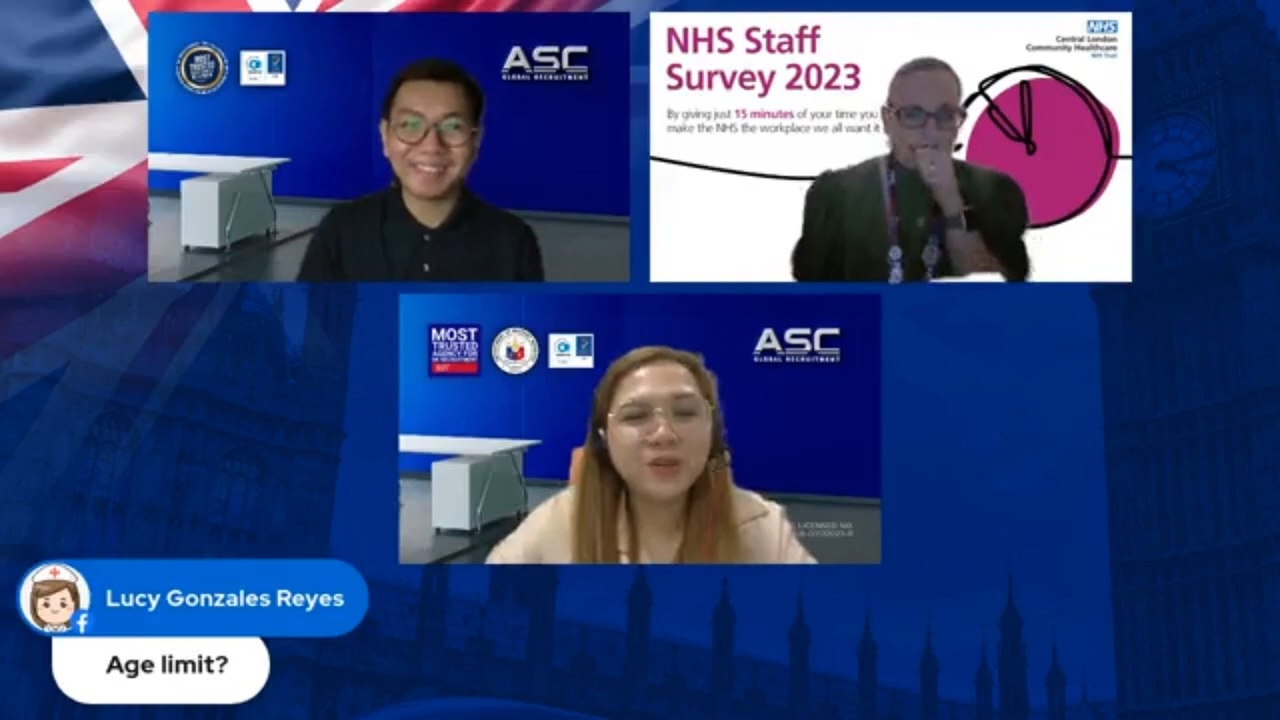 ASC
GLOBAL RECRUITMENT
NHS Staff
Survey 2023
By giving just 15 minutes of your time you
make the NHS the workplace we all want it
NHS
Central London
Community Healthcare
NHS Trust
MOST
TRUSTED
AGENCY FOR
UK RECRUITMENT
ASC
GLOBAL RECRUITMENT
LICENSED NO.
Lucy Gonzales Reyes
Age limit?